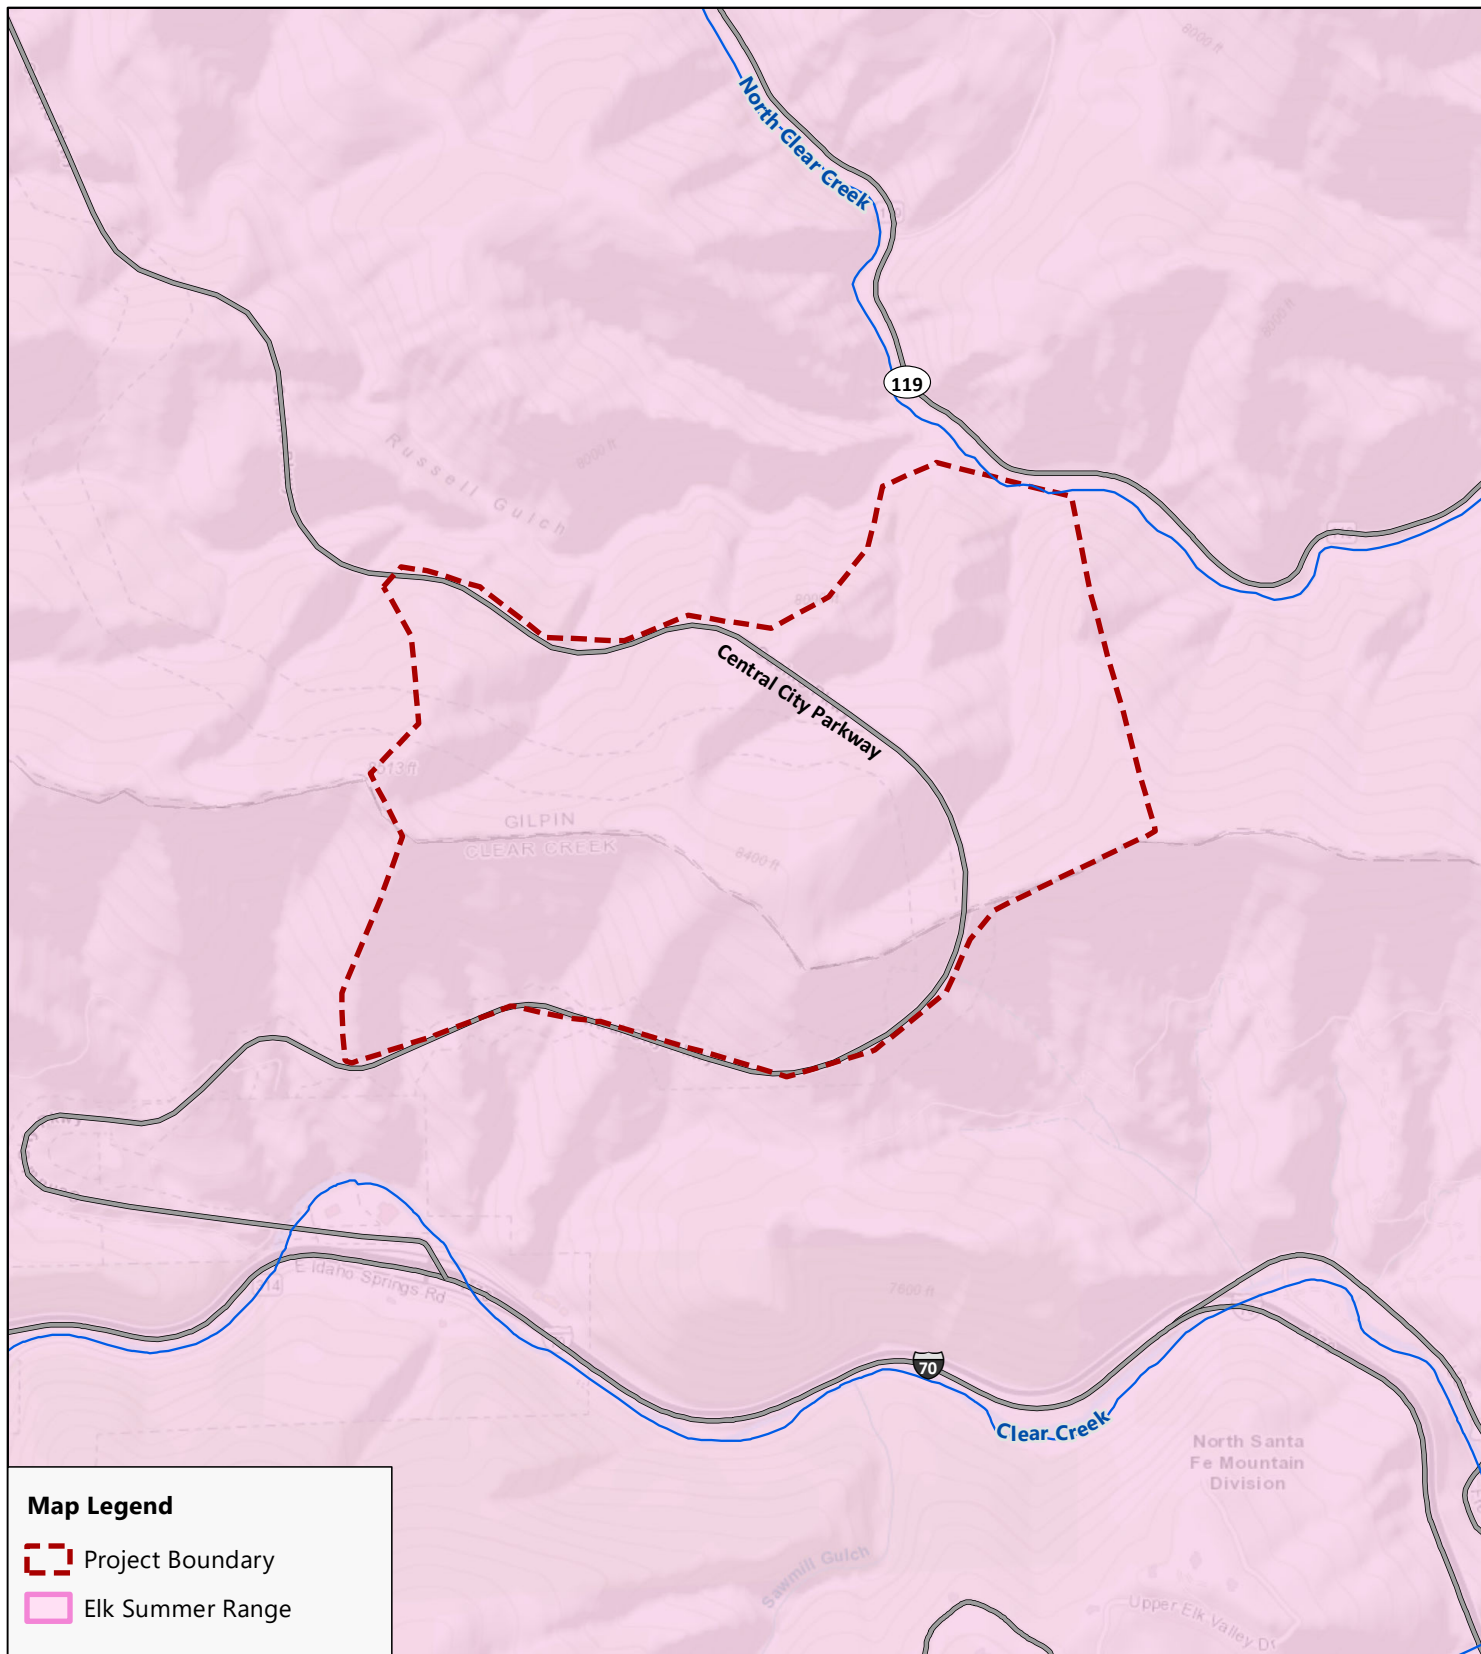 8000 ft
North Clear Creek
8000 ft
119
Russell Gulch
8000 ft
Central City Parkway
GILPIN
CLEAR CREEK
8400 ft
E Idaho Springs Rd
7600 ft
70
Clear Creek
North Santa
Fe Mountain
Division
Sawmill Gulch
Upper Elk Valley Dr
Map Legend
Project Boundary
Elk Summer Range